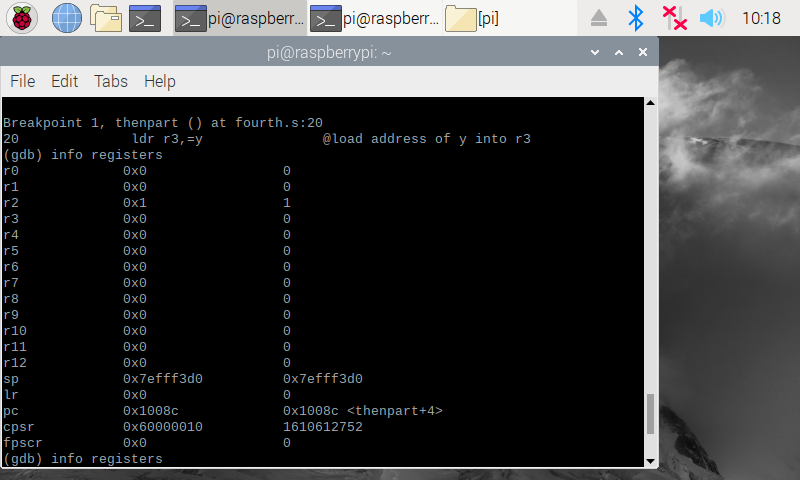 pi@raspberr... pi@raspberr... [pi] 10:18
pi@raspberrypi: ~
File Edit Tabs Help
Breakpoint 1, thenpart () at fourth.s:20
20 ldr r3,=y @load address of y into r3
(gdb) info registers
r0 0x0 0
r1 0x0 0
r2 0x1 1
r3 0x0 0
r4 0x0 0
r5 0x0 0
r6 0x0 0
r7 0x0 0
r8 0x0 0
r9 0x0 0
r10 0x0 0
r11 0x0 0
r12 0x0 0
sp 0x7efff3d0 0x7efff3d0
lr 0x0 0
pc 0x1008c 0x1008c <thenpart+4>
cpsr 0x60000010 1610612752
fpscr 0x0 0
(gdb) info registers